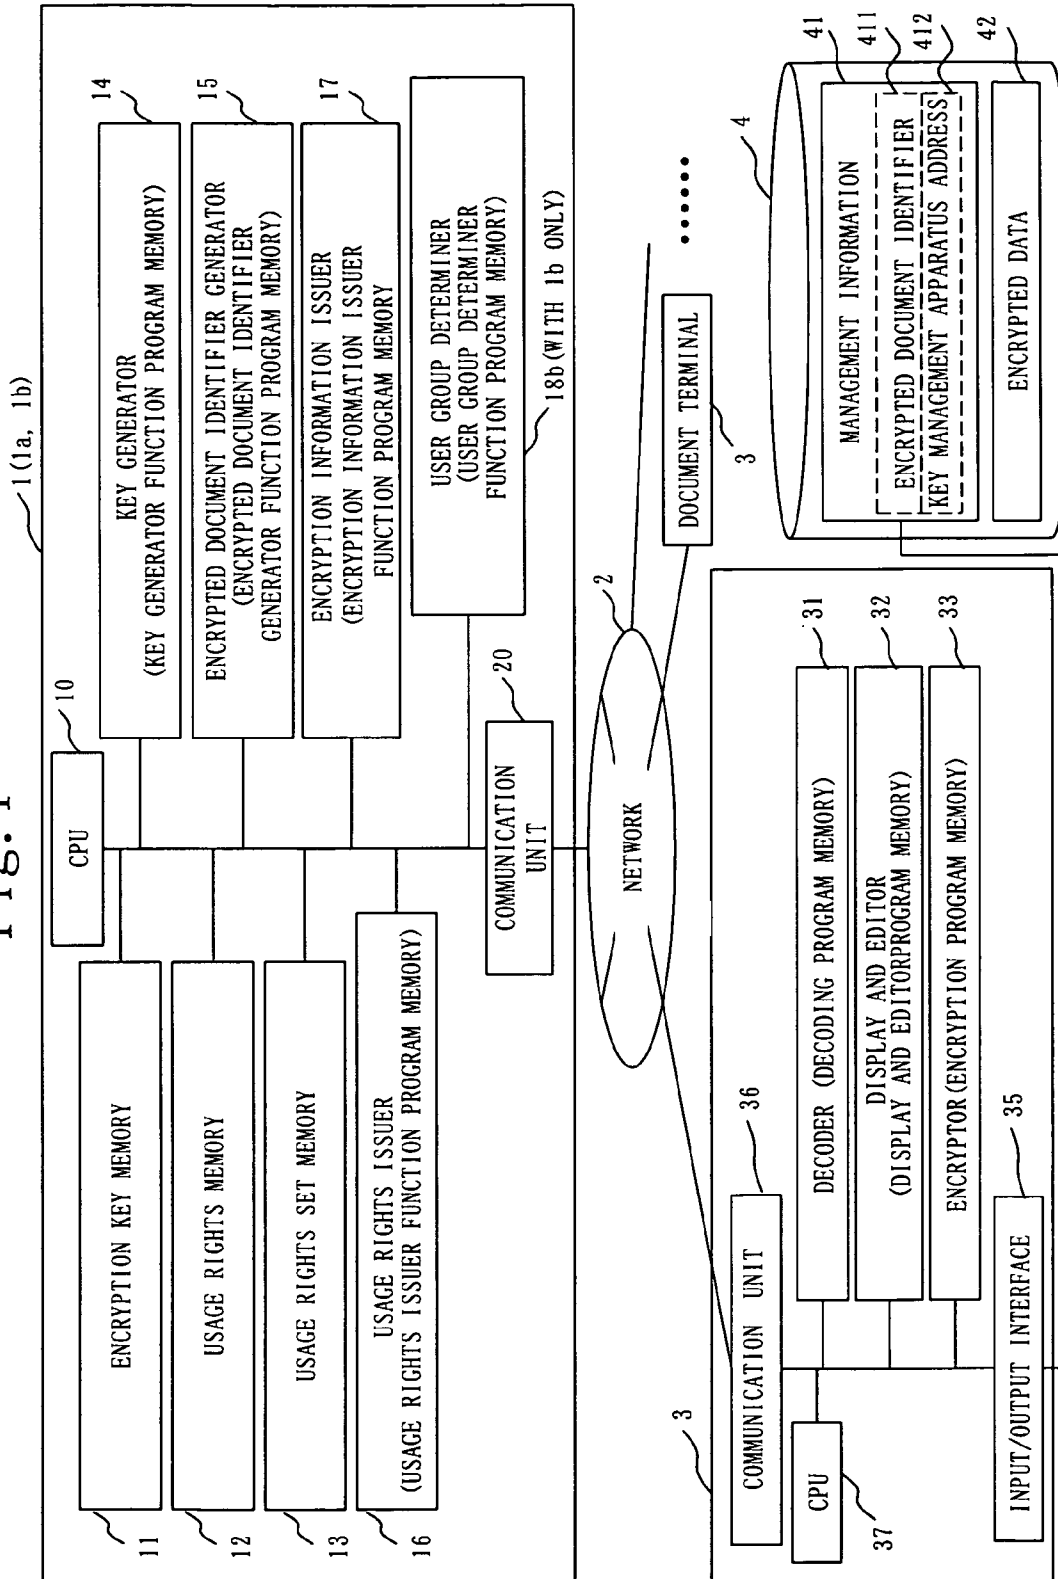 Fig. 1
1(1a, 1b)
CPU
10
ENCRYPTION KEY MEMORY
11
USAGE RIGHTS MEMORY
12
USAGE RIGHTS SET MEMORY
13
USAGE RIGHTS ISSUER
(USAGE RIGHTS ISSUER FUNCTION PROGRAM MEMORY)
16
KEY GENERATOR
(KEY GENERATOR FUNCTION PROGRAM MEMORY)
14
ENCRYPTED DOCUMENT IDENTIFIER GENERATOR
(ENCRYPTED DOCUMENT IDENTIFIER
GENERATOR FUNCTION PROGRAM MEMORY)
15
ENCRYPTION INFORMATION ISSUER
(ENCRYPTION INFORMATION ISSUER
FUNCTION PROGRAM MEMORY)
17
USER GROUP DETERMINER
(USER GROUP DETERMINER
FUNCTION PROGRAM MEMORY)
18b(WITH 1b ONLY)
COMMUNICATION
UNIT
20
NETWORK
2
DOCUMENT TERMINAL
3
••••••
3
COMMUNICATION UNIT
36
CPU
37
DECODER (DECODING PROGRAM MEMORY)
31
DISPLAY AND EDITOR
(DISPLAY AND EDITORPROGRAM MEMORY)
32
ENCRYPTOR(ENCRYPTION PROGRAM MEMORY)
33
INPUT/OUTPUT INTERFACE
35
4
MANAGEMENT INFORMATION
41
ENCRYPTED DOCUMENT IDENTIFIER
411
KEY MANAGEMENT APPARATUS ADDRESS
412
ENCRYPTED DATA
42